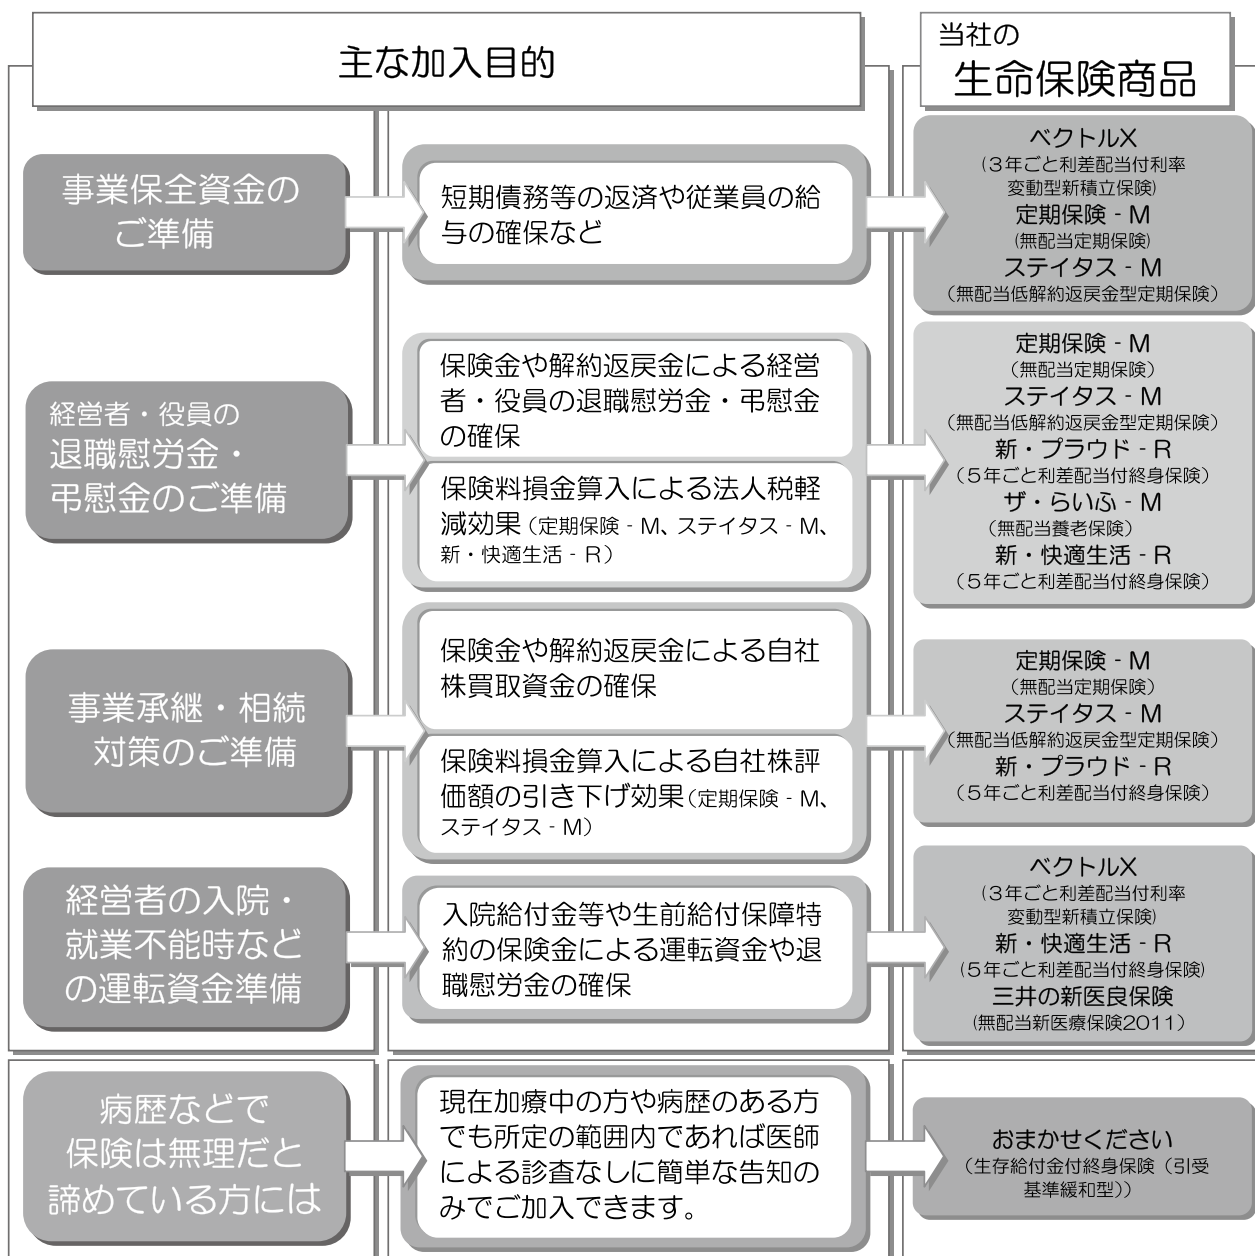 主な加入目的
当社の
生命保険商品
事業保全資金の
ご準備
短期債務等の返済や従業員の給
与の確保など
ベクトルX
(３年ごと利差配当付利率
変動型新積立保険)
定期保険‐M
(無配当定期保険)
ステイタス‐M
(無配当低解約返戻金型定期保険)
経営者・役員の
退職慰労金・
弔慰金のご準備
保険金や解約返戻金による経営
者・役員の退職慰労金・弔慰金
の確保
保険料損金算入による法人税軽
減効果（定期保険‐M、ステイタス‐M、
新・快適生活‐R）
定期保険‐M
(無配当定期保険)
ステイタス‐M
(無配当低解約返戻金型定期保険)
新・プラウド‐R
(５年ごと利差配当付終身保険)
ザ・らいふ‐M
(無配当養老保険)
新・快適生活‐R
(５年ごと利差配当付終身保険)
事業承継・相続
対策のご準備
保険金や解約返戻金による自社
株買取資金の確保
保険料損金算入による自社株評
価額の引き下げ効果（定期保険‐M、
ステイタス‐M）
定期保険‐M
(無配当定期保険)
ステイタス‐M
(無配当低解約返戻金型定期保険)
新・プラウド‐R
(５年ごと利差配当付終身保険)
経営者の入院・
就業不能時など
の運転資金準備
入院給付金等や生前給付保障特
約の保険金による運転資金や退
職慰労金の確保
ベクトルX
(３年ごと利差配当付利率
変動型新積立保険)
新・快適生活‐R
(５年ごと利差配当付終身保険)
三井の新医良保険
(無配当新医療保険2011)
病歴などで
保険は無理だと
諦めている方には
現在加療中の方や病歴のある方
でも所定の範囲内であれば医師
による診査なしに簡単な告知の
みでご加入できます。
おまかせください
（生存給付金付終身保険（引受
基準緩和型））